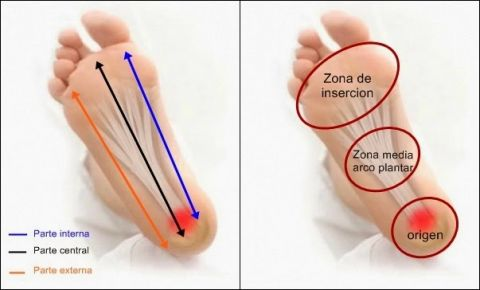 Parte interna
Parte central
Parte externa
Zona de
insercion
Zona media
arco plantar
origen